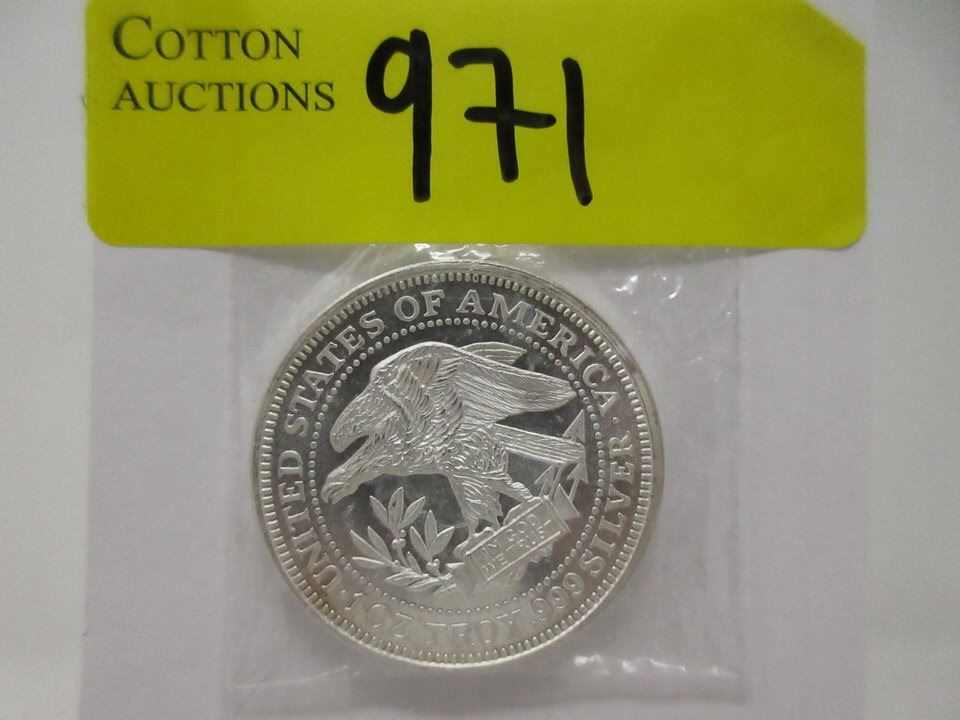 COTTON
AUCTIONS
971
UNITED STATES OF AMERICA
· 1 OZ TROY .999 SILVER ·
IN GOD
WE TRUST